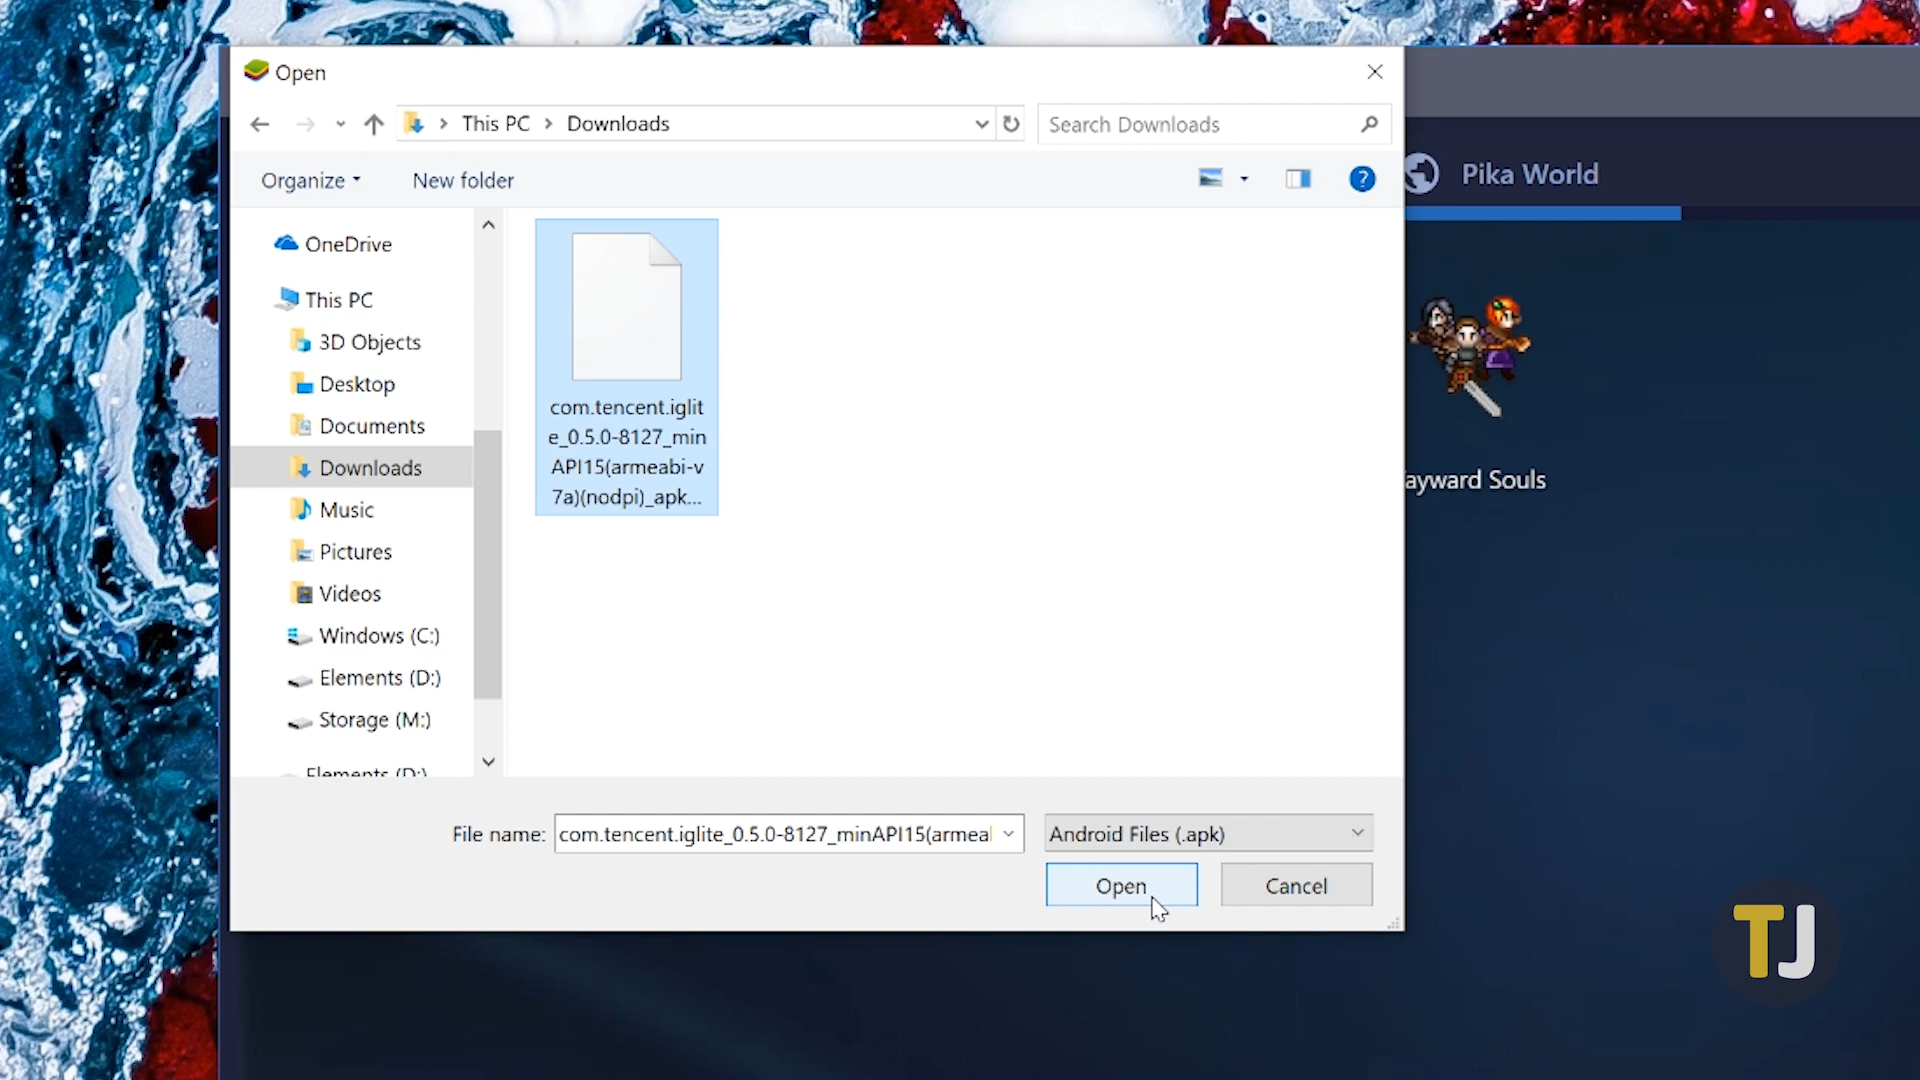 Open
This PC
Downloads
Search Downloads
Organize
New folder
?
Pika World
OneDrive
This PC
3D Objects
Desktop
Documents
Downloads
Music
Pictures
Videos
Windows (C:)
Elements (D:)
Storage (M:)
Elements (D:)
com.tencent.iglit
e_0.5.0-8127_min
API15(armeabi-v
7a)(nodpi)_apk...
ayward Souls
File name:
com.tencent.iglite_0.5.0-8127_minAPI15(armeal
Android Files (.apk)
Open
Cancel
TJ